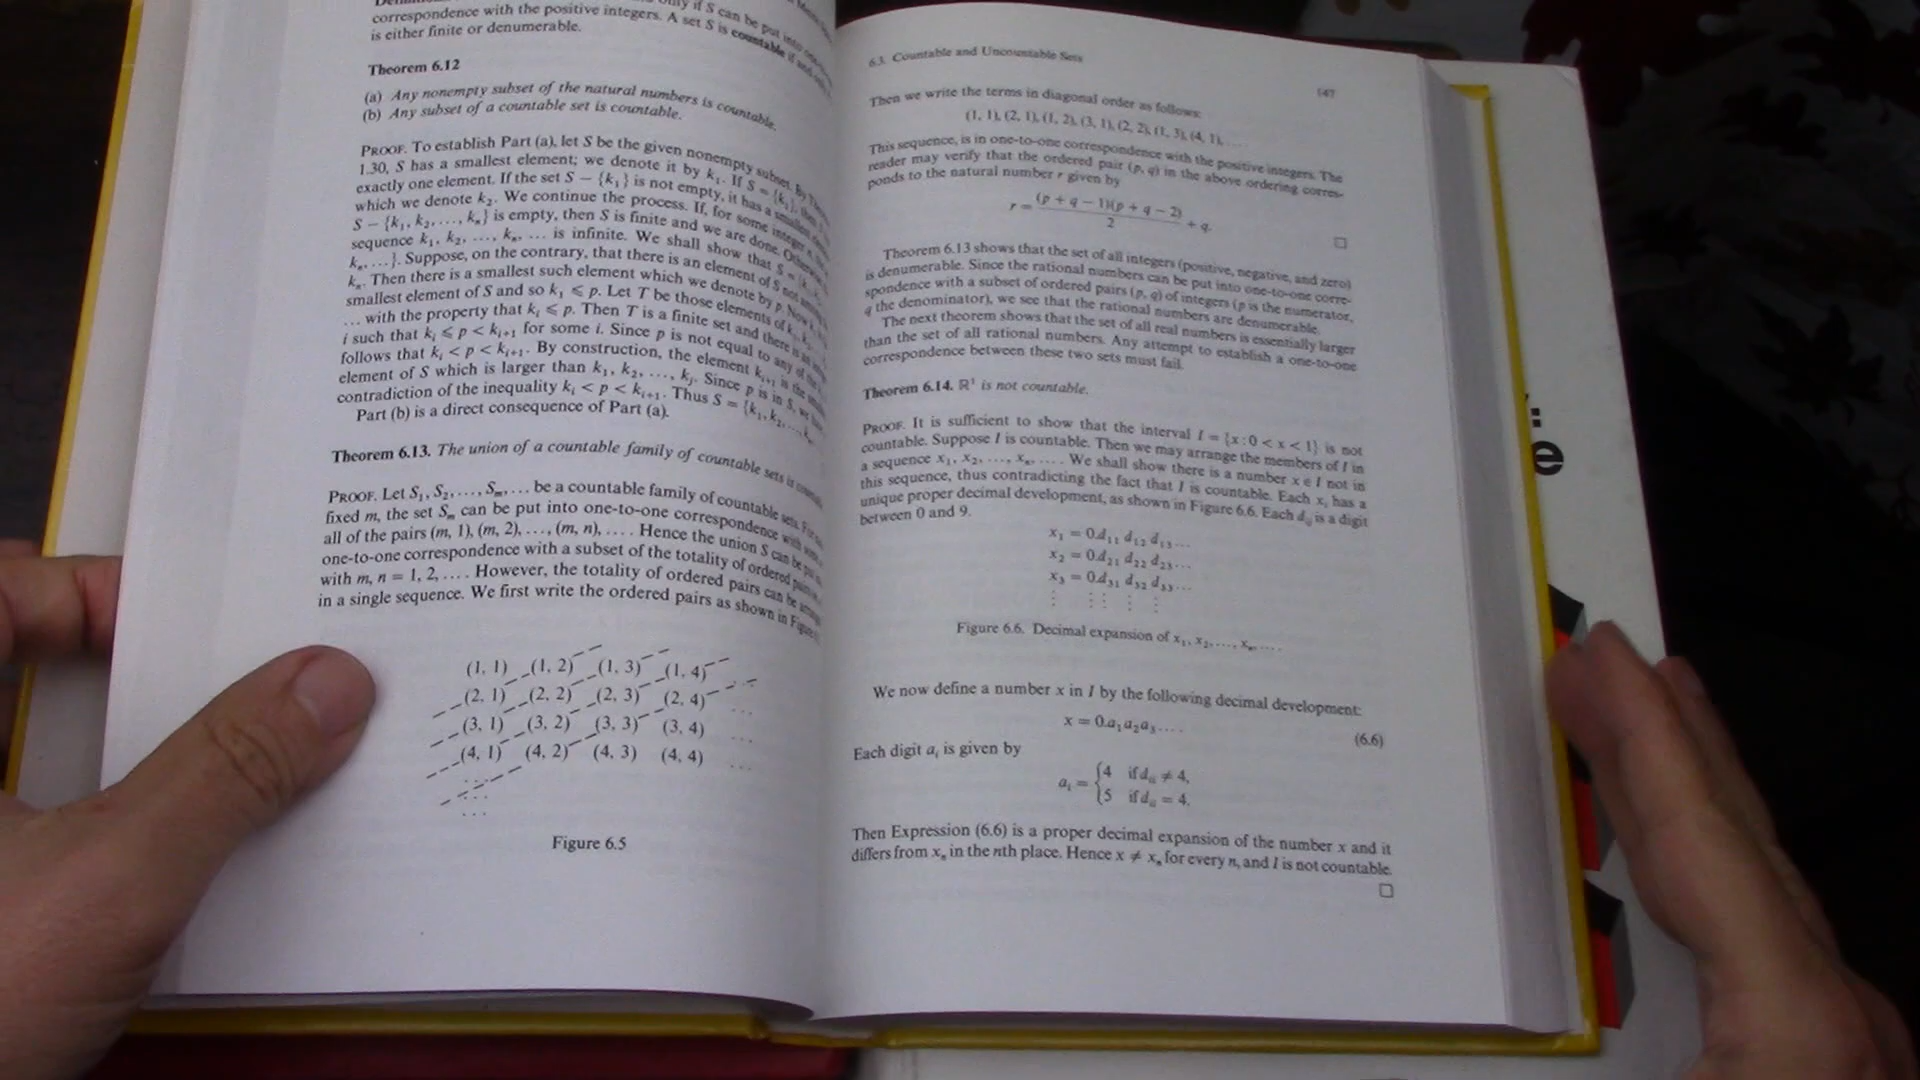 only if S can be put into
correspondence with the positive integers. A set S is countable if and
is either finite or denumerable.
Theorem 6.12
(a) Any nonempty subset of the natural numbers is countable.
(b) Any subset of a countable set is countable.
PROOF. To establish Part (a), let S be the given nonempty subset. By
1.30, S has a smallest element; we denote it by k₁. If S = {k₁}, then
exactly one element. If the set S − {k₁} is not empty, it has a smallest
which we denote k₂. We continue the process. If, for some integer n,
S − {k₁, k₂, ..., kₙ} is empty, then S is finite and we are done.
sequence k₁, k₂, ..., kₙ, ... is infinite. We shall show that S = {k₁, k₂,
kₙ, ...}. Suppose, on the contrary, that there is an element of S not
kₙ. Then there is a smallest such element which we denote by p. Now
smallest element of S and so k₁ ⩽ p. Let T be those elements of k₁,
... with the property that kᵢ ⩽ p. Then T is a finite set and there is
i such that kᵢ ⩽ p < kᵢ₊₁ for some i. Since p is not equal to any of the
follows that kᵢ < p < kᵢ₊₁. By construction, the element kᵢ₊₁ is the
element of S which is larger than k₁, k₂, ..., kⱼ. Since p is in S, we
contradiction of the inequality kᵢ < p < kᵢ₊₁. Thus S = {k₁, k₂, ...,
Part (b) is a direct consequence of Part (a).
Theorem 6.13. The union of a countable family of countable sets is
PROOF. Let S₁, S₂, ..., Sₘ, ... be a countable family of countable sets. For
fixed m, the set Sₘ can be put into one-to-one correspondence with
all of the pairs (m, 1), (m, 2), ..., (m, n), .... Hence the union S can be
one-to-one correspondence with a subset of the totality of ordered
with m, n = 1, 2, .... However, the totality of ordered pairs can be
in a single sequence. We first write the ordered pairs as shown in Figure
(1, 1) (1, 2) (1, 3) (1, 4)
(2, 1) (2, 2) (2, 3) (2, 4) ...
(3, 1) (3, 2) (3, 3) (3, 4) ...
(4, 1) (4, 2) (4, 3) (4, 4) ...
...
...
Figure 6.5
6.3. Countable and Uncountable Sets 147
Then we write the terms in diagonal order as follows:
(1, 1), (2, 1), (1, 2), (3, 1), (2, 2), (1, 3), (4, 1), ....
This sequence, is in one-to-one correspondence with the positive integers. The
reader may verify that the ordered pair (p, q) in the above ordering corres-
ponds to the natural number r given by
r = (p + q − 1)(p + q − 2)/2 + q.
□
Theorem 6.13 shows that the set of all integers (positive, negative, and zero)
is denumerable. Since the rational numbers can be put into one-to-one corre-
spondence with a subset of ordered pairs (p, q) of integers (p is the numerator,
q the denominator), we see that the rational numbers are denumerable.
The next theorem shows that the set of all real numbers is essentially larger
than the set of all rational numbers. Any attempt to establish a one-to-one
correspondence between these two sets must fail.
Theorem 6.14. ℝ¹ is not countable.
PROOF. It is sufficient to show that the interval I = {x : 0 < x < 1} is not
countable. Suppose I is countable. Then we may arrange the members of I in
a sequence x₁, x₂, ..., xₙ, .... We shall show there is a number x ∈ I not in
this sequence, thus contradicting the fact that I is countable. Each xᵢ has a
unique proper decimal development, as shown in Figure 6.6. Each dᵢⱼ is a digit
between 0 and 9.
x₁ = 0.d₁₁ d₁₂ d₁₃ ...
x₂ = 0.d₂₁ d₂₂ d₂₃ ...
x₃ = 0.d₃₁ d₃₂ d₃₃ ...
⋮ ⋮⋮ ⋮ ⋮
Figure 6.6. Decimal expansion of x₁, x₂, ..., xₙ, ....
We now define a number x in I by the following decimal development:
x = 0.a₁a₂a₃.... (6.6)
Each digit aᵢ is given by
aᵢ = {4 if dᵢᵢ ≠ 4,
5 if dᵢᵢ = 4.
Then Expression (6.6) is a proper decimal expansion of the number x and it
differs from xₙ in the nth place. Hence x ≠ xₙ for every n, and I is not countable.
□
e